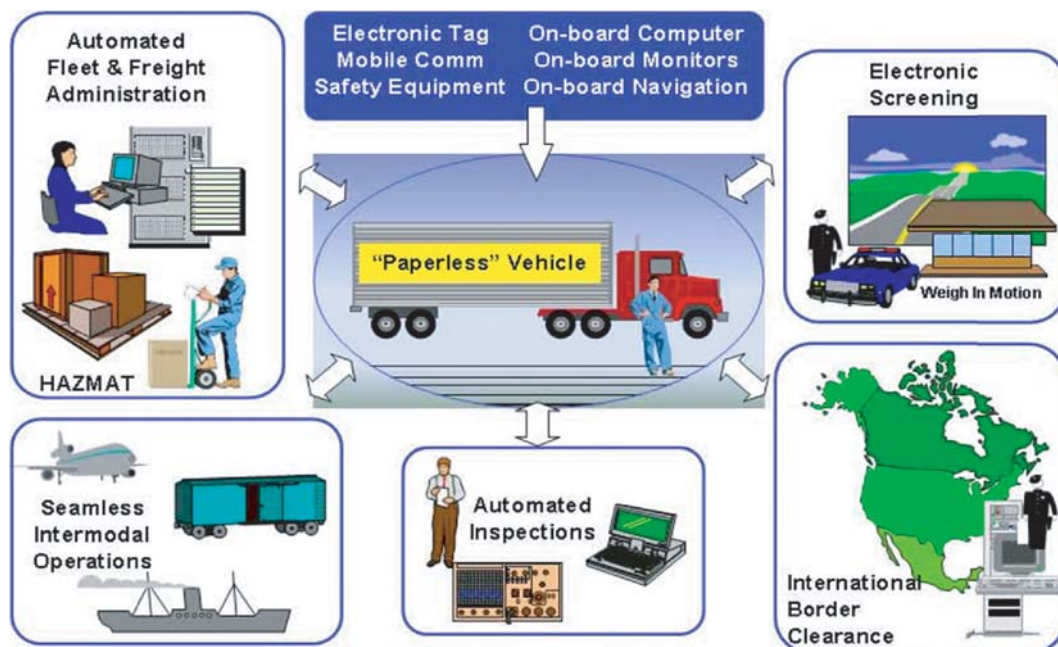 Automated
Fleet & Freight
Administration
HAZMAT
Electronic Tag
Mobile Comm
Safety Equipment
On-board Computer
On-board Monitors
On-board Navigation
Electronic
Screening
Weigh In Motion
“Paperless” Vehicle
Seamless
Intermodal
Operations
Automated
Inspections
International
Border
Clearance